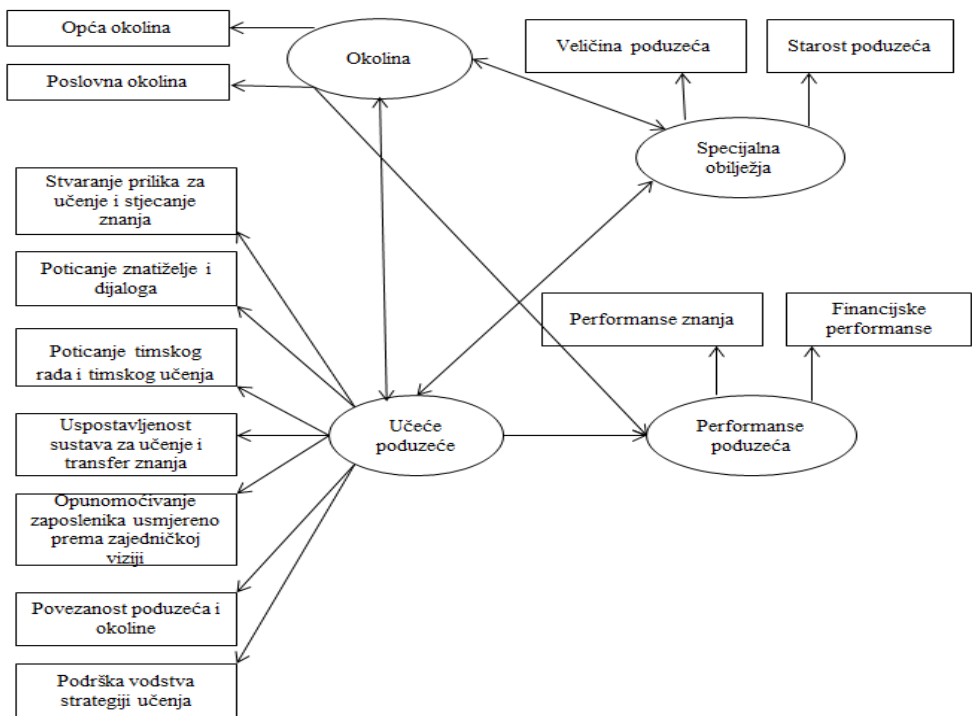 Opća okolina
Okolina
Veličina poduzeća
Starost poduzeća
Poslovna okolina
Specijalna
obilježja
Stvaranje prilika za
učenje i stjecanje
znanja
Poticanje znatiželje i
dijaloga
Performanse znanja
Financijske
performanse
Poticanje timskog
rada i timskog učenja
Učeće
poduzeće
Performanse
poduzeća
Uspostavljenost
sustava za učenje i
transfer znanja
Opunomoćivanje
zaposlenika usmjereno
prema zajedničkoj
viziji
Povezanost poduzeća i
okoline
Podrška vodstva
strategiji učenja